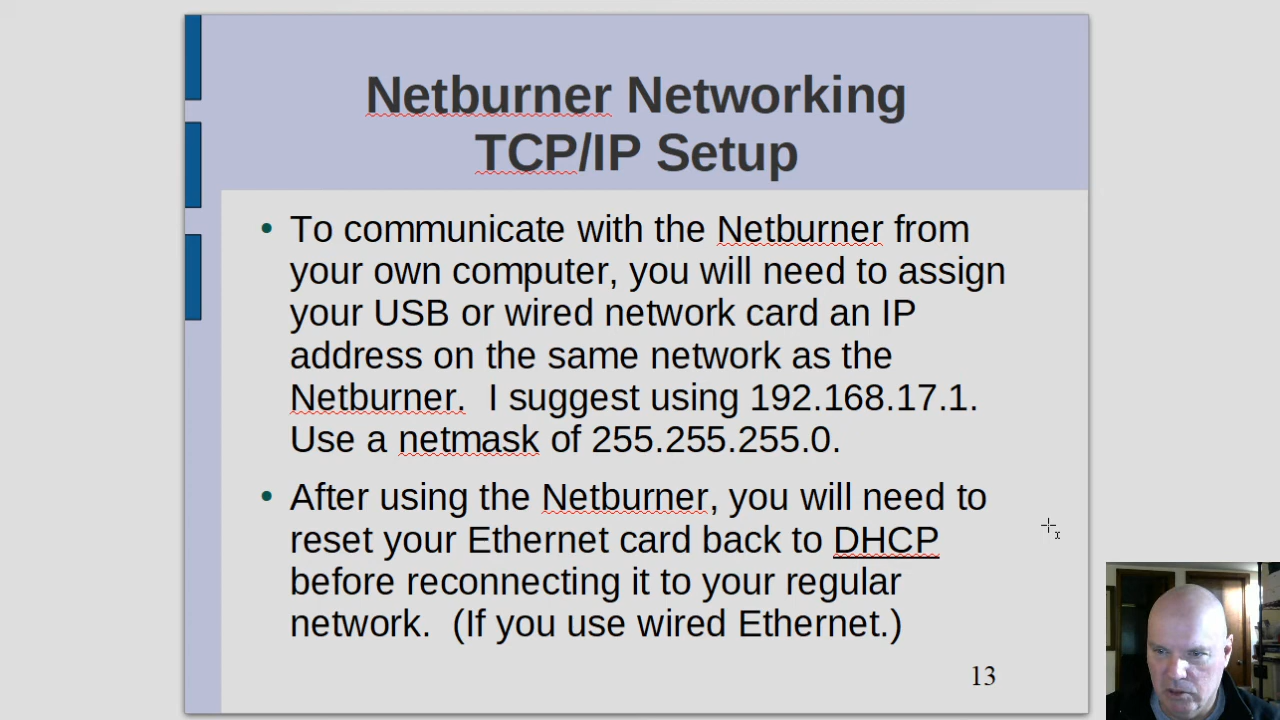 Netburner Networking
TCP/IP Setup
• To communicate with the Netburner from
your own computer, you will need to assign
your USB or wired network card an IP
address on the same network as the
Netburner.  I suggest using 192.168.17.1.
Use a netmask of 255.255.255.0.
• After using the Netburner, you will need to
reset your Ethernet card back to DHCP
before reconnecting it to your regular
network.  (If you use wired Ethernet.)
13